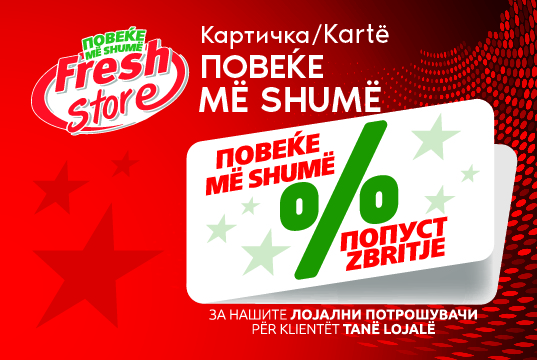 ПОВЕЌЕ
MË SHUMË
Fresh
Store
Картичка/Kartë
ПОВЕЌЕ
MË SHUMË
ПОВЕЌЕ
MË SHUMË
%
ПОПУСТ
ZBRITJE
ЗА НАШИТЕ ЛОЈАЛНИ ПОТРОШУВАЧИ
PËR KLIENTËT TANË LOJALË